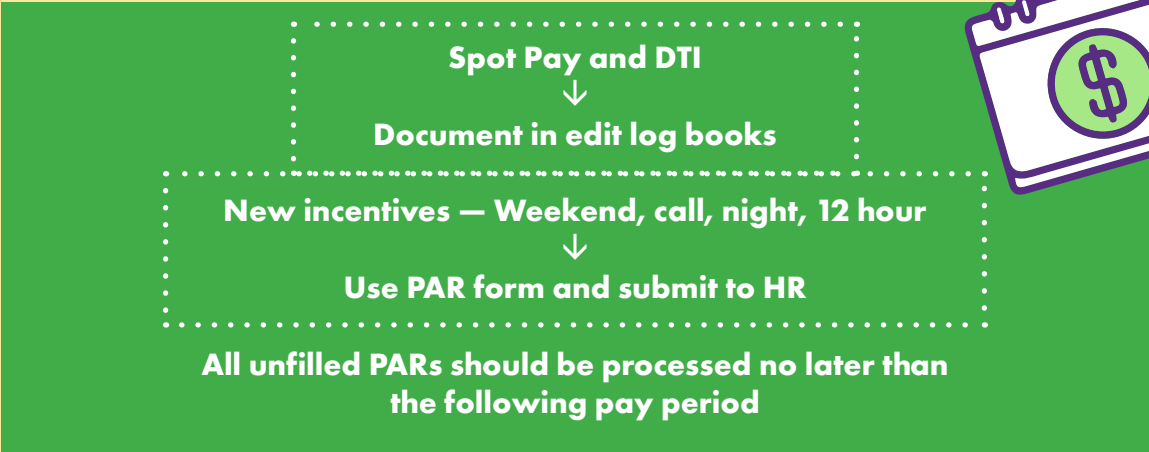 Spot Pay and DTI
↓
Document in edit log books
New incentives — Weekend, call, night, 12 hour
↓
Use PAR form and submit to HR
All unfilled PARs should be processed no later than
the following pay period
$